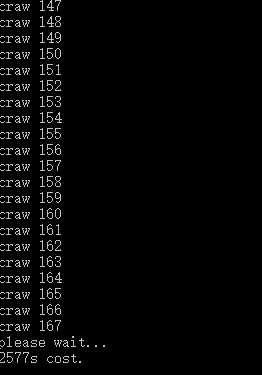 craw 147
craw 148
craw 149
craw 150
craw 151
craw 152
craw 153
craw 154
craw 155
craw 156
craw 157
craw 158
craw 159
craw 160
craw 161
craw 162
craw 163
craw 164
craw 165
craw 166
craw 167
please wait...
2577s cost.